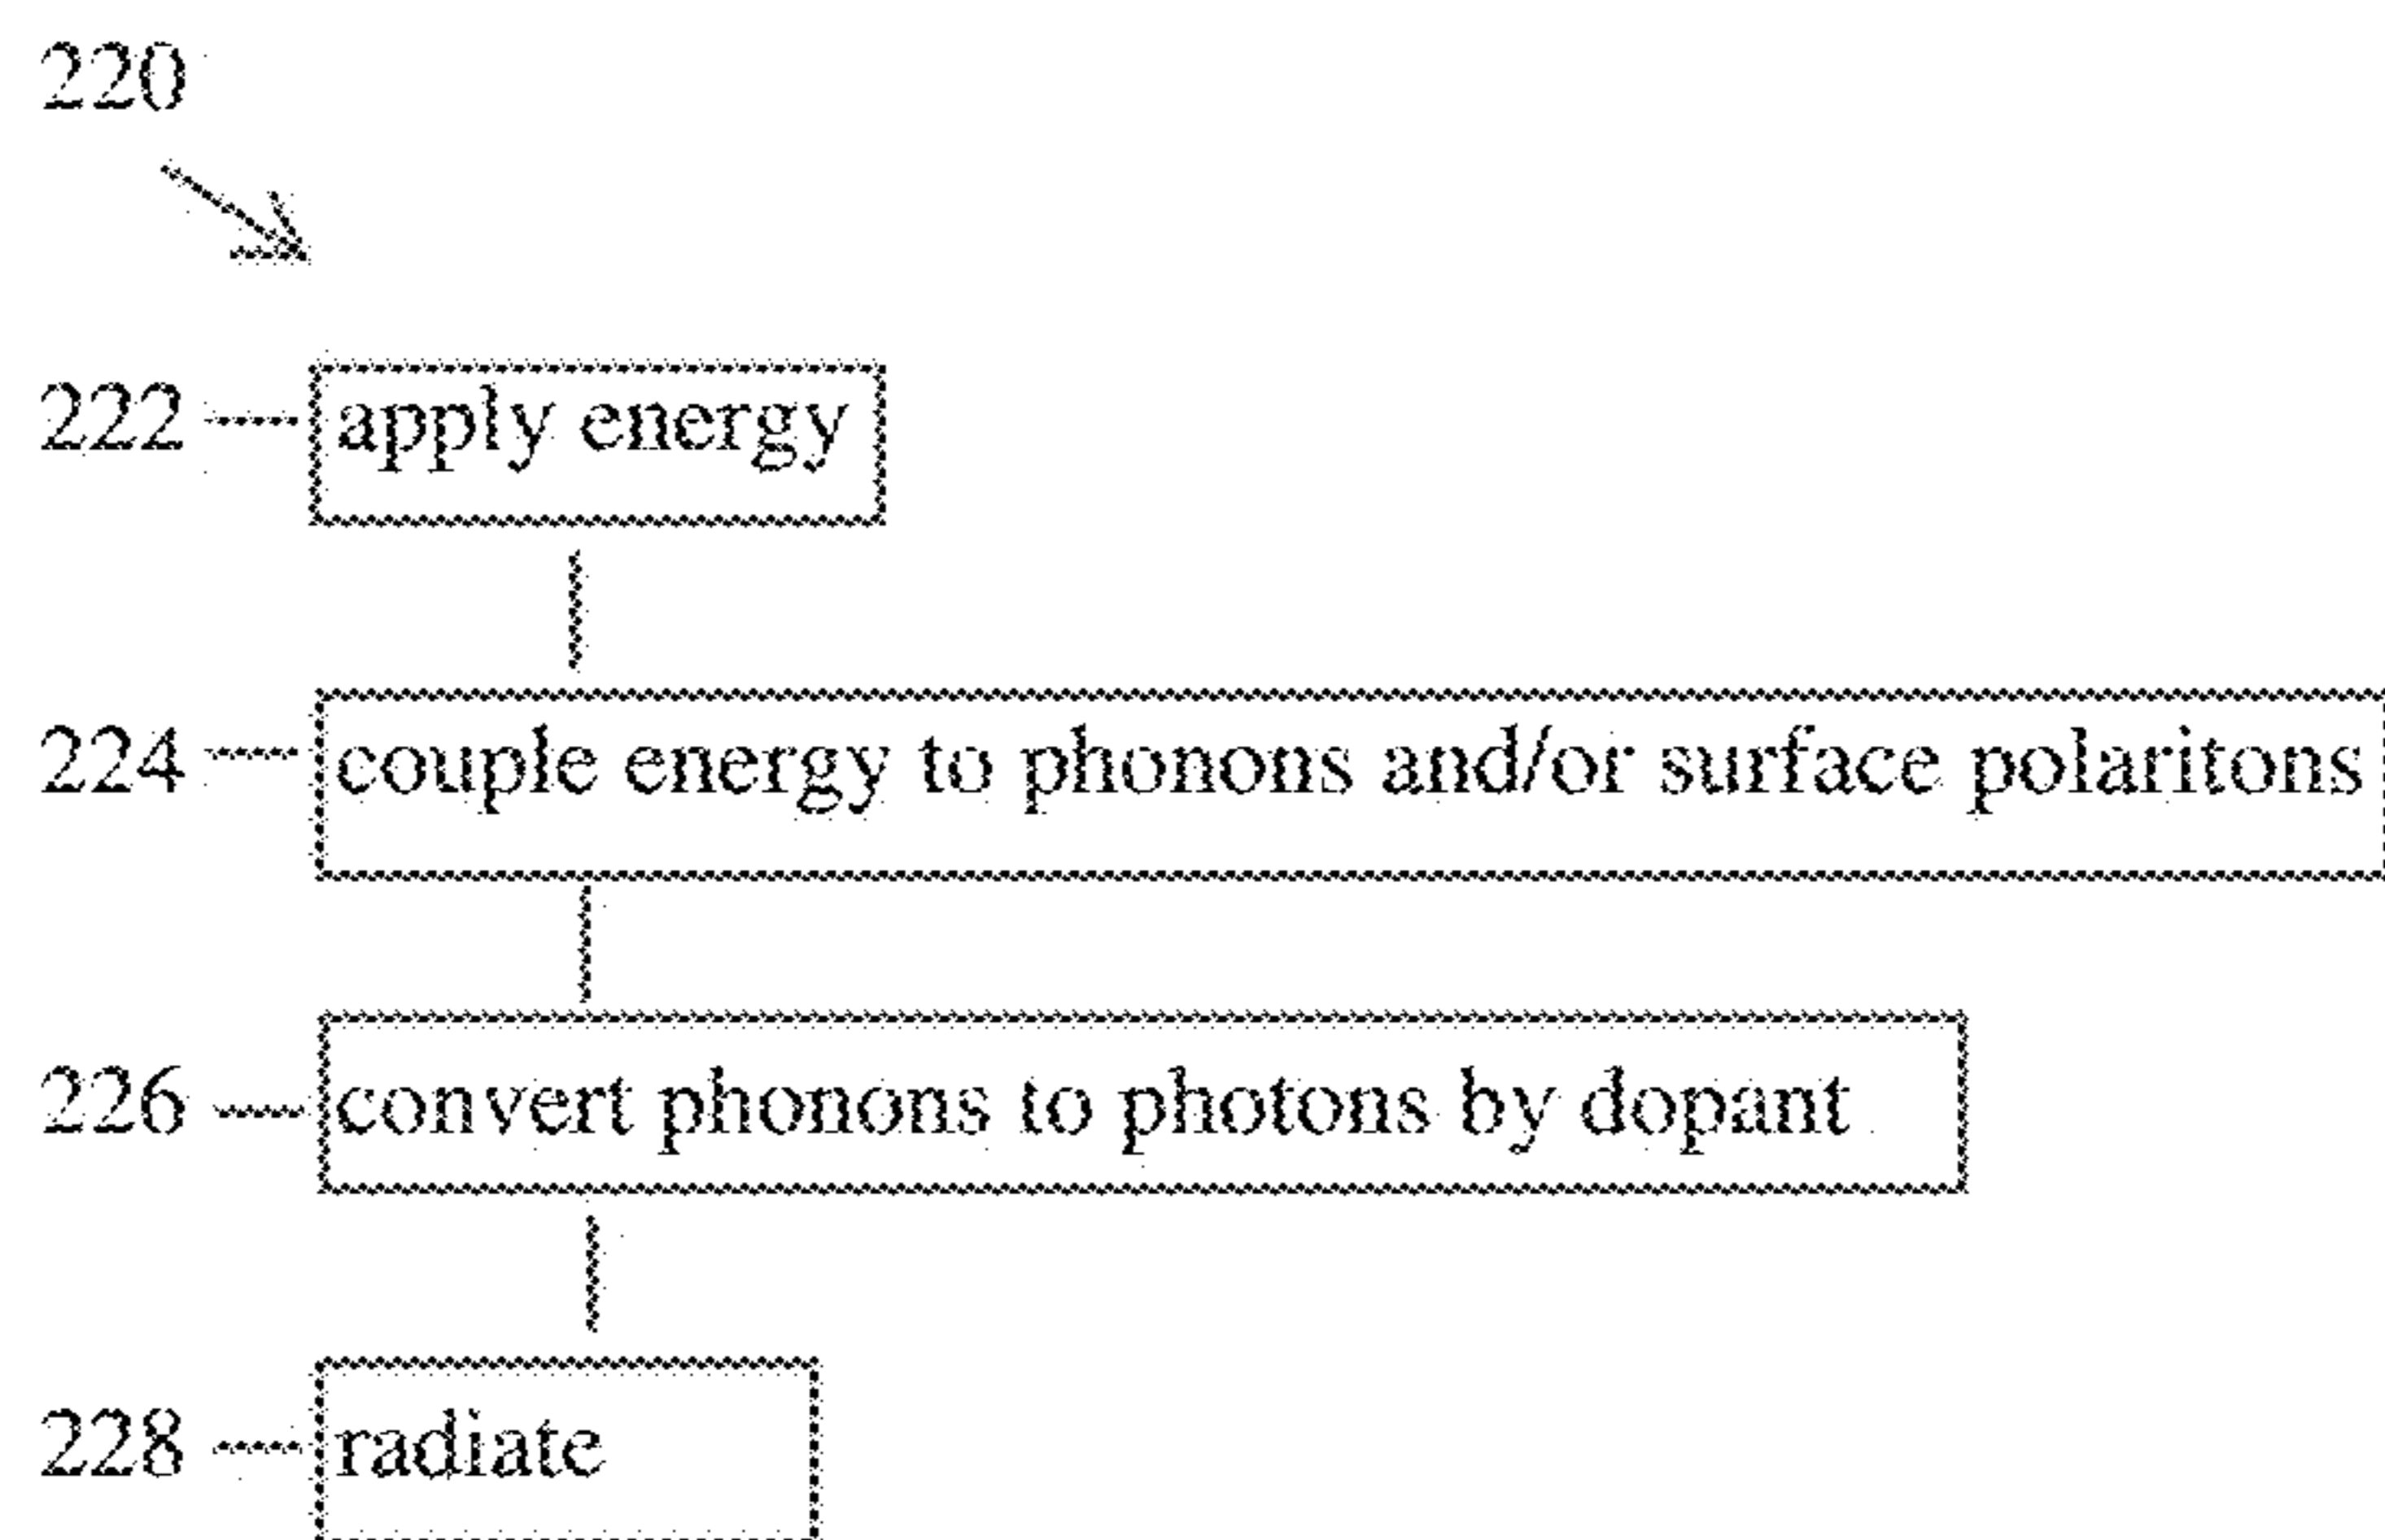 220
222 apply energy
224 couple energy to phonons and/or surface polaritons
226 convert phonons to photons by dopant
228 radiate